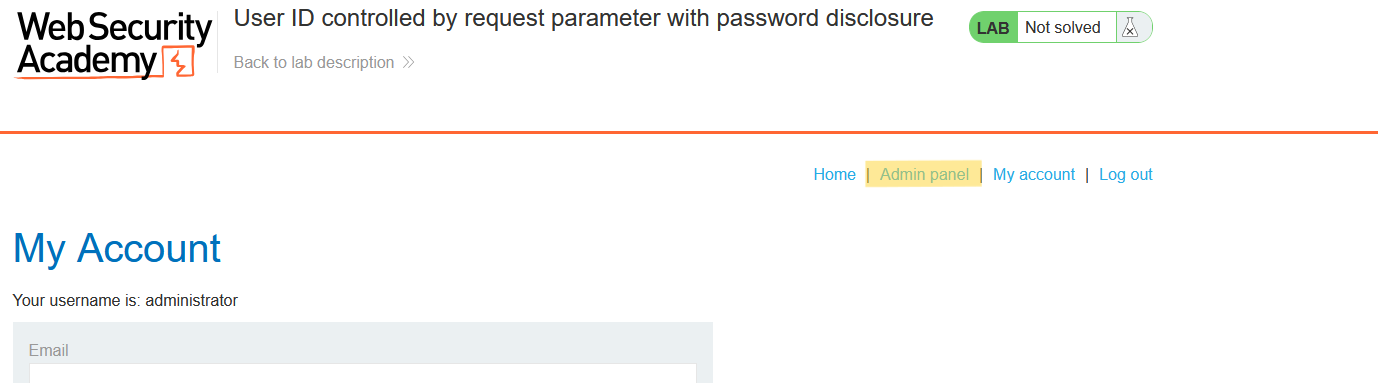 Web Security
Academy
User ID controlled by request parameter with password disclosure
Back to lab description
LAB Not solved
Home | Admin panel | My account | Log out
My Account
Your username is: administrator
Email